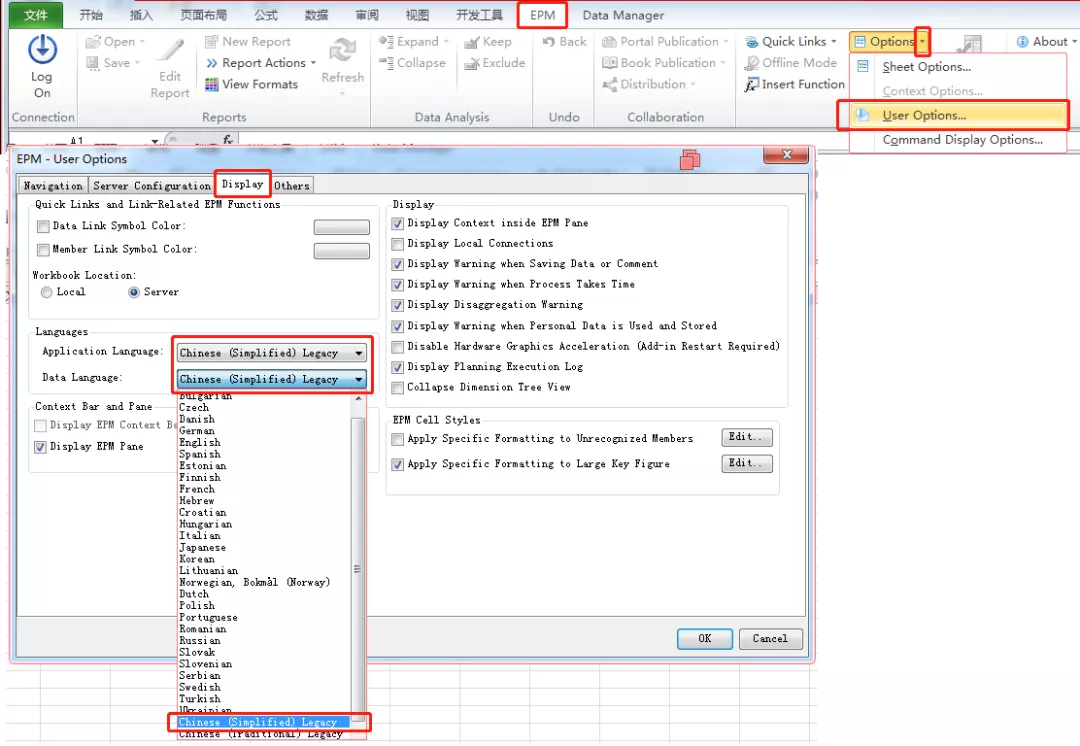 文件 开始 插入 页面布局 公式 数据 审阅 视图 开发工具 EPM Data Manager
Open New Report Expand Keep Back Portal Publication Quick Links Options About
Save Report Actions Collapse Exclude Book Publication Offline Mode
Log On Edit Report View Formats Refresh Distribution Insert Function
Connection Reports Data Analysis Undo Collaboration
Sheet Options...
Context Options...
User Options...
Command Display Options...
A1 fx
EPM - User Options
Navigation Server Configuration Display Others
Quick Links and Link-Related EPM Functions
Data Link Symbol Color:
Member Link Symbol Color:
Workbook Location:
Local Server
Languages
Application Language: Chinese (Simplified) Legacy
Data Language: Chinese (Simplified) Legacy
Context Bar and Pane
Display EPM Context
Display EPM Pane
Bulgarian
Czech
Danish
German
English
Spanish
Estonian
Finnish
French
Hebrew
Croatian
Hungarian
Italian
Japanese
Korean
Lithuanian
Norwegian, Bokmål (Norway)
Dutch
Polish
Portuguese
Romanian
Russian
Slovak
Slovenian
Serbian
Swedish
Turkish
Ukrainian
Chinese (Simplified) Legacy
Chinese (Traditional) Legacy
Display
Display Context inside EPM Pane
Display Local Connections
Display Warning when Saving Data or Comment
Display Warning when Process Takes Time
Display Disaggregation Warning
Display Warning when Personal Data is Used and Stored
Disable Hardware Graphics Acceleration (Add-in Restart Required)
Display Planning Execution Log
Collapse Dimension Tree View
EPM Cell Styles
Apply Specific Formatting to Unrecognized Members Edit..
Apply Specific Formatting to Large Key Figure Edit..
OK Cancel